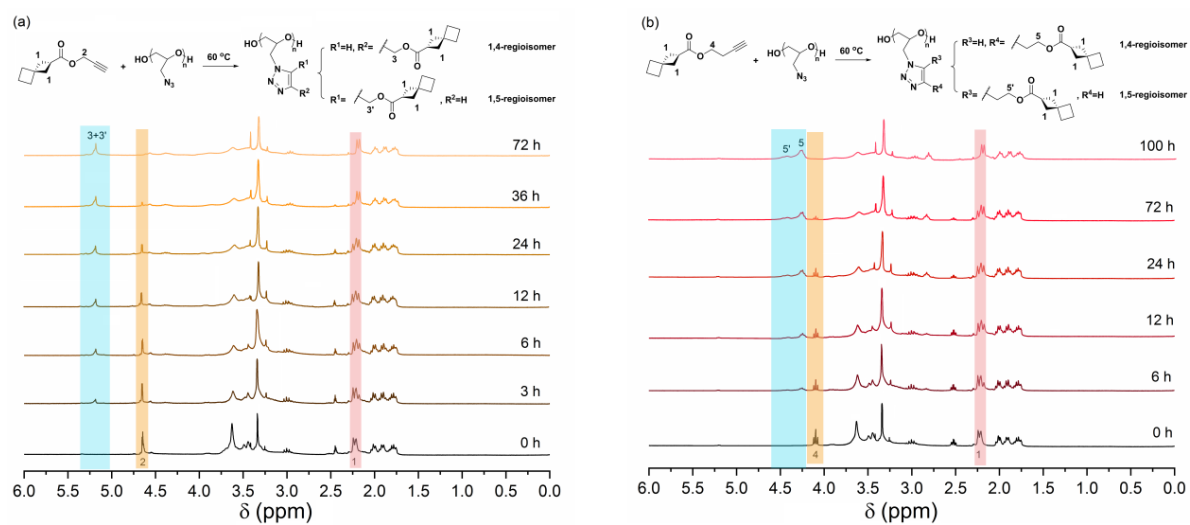 (a)
O
1
2
O
1
+
HO
O
H
n
N₃
60 °C
HO
O
H
n
N
N
N
R¹
R²
R¹=H, R²=
O
3
O
1
1
1,4-regioisomer
R¹=
O
3'
O
1
1
, R²=H
1,5-regioisomer
3+3'
72 h
36 h
24 h
12 h
6 h
3 h
0 h
2
1
6.0 5.5 5.0 4.5 4.0 3.5 3.0 2.5 2.0 1.5 1.0 0.5 0.0
δ (ppm)
(b)
O
1
4
O
1
+
HO
O
H
n
N₃
60 °C
HO
O
H
n
N
N
N
R³
R⁴
R³=H, R⁴=
5
O
O
1
1
1,4-regioisomer
R³=
5'
O
O
1
1
, R⁴=H
1,5-regioisomer
5' 5
100 h
72 h
24 h
12 h
6 h
0 h
4
1
6.0 5.5 5.0 4.5 4.0 3.5 3.0 2.5 2.0 1.5 1.0 0.5 0.0
δ (ppm)